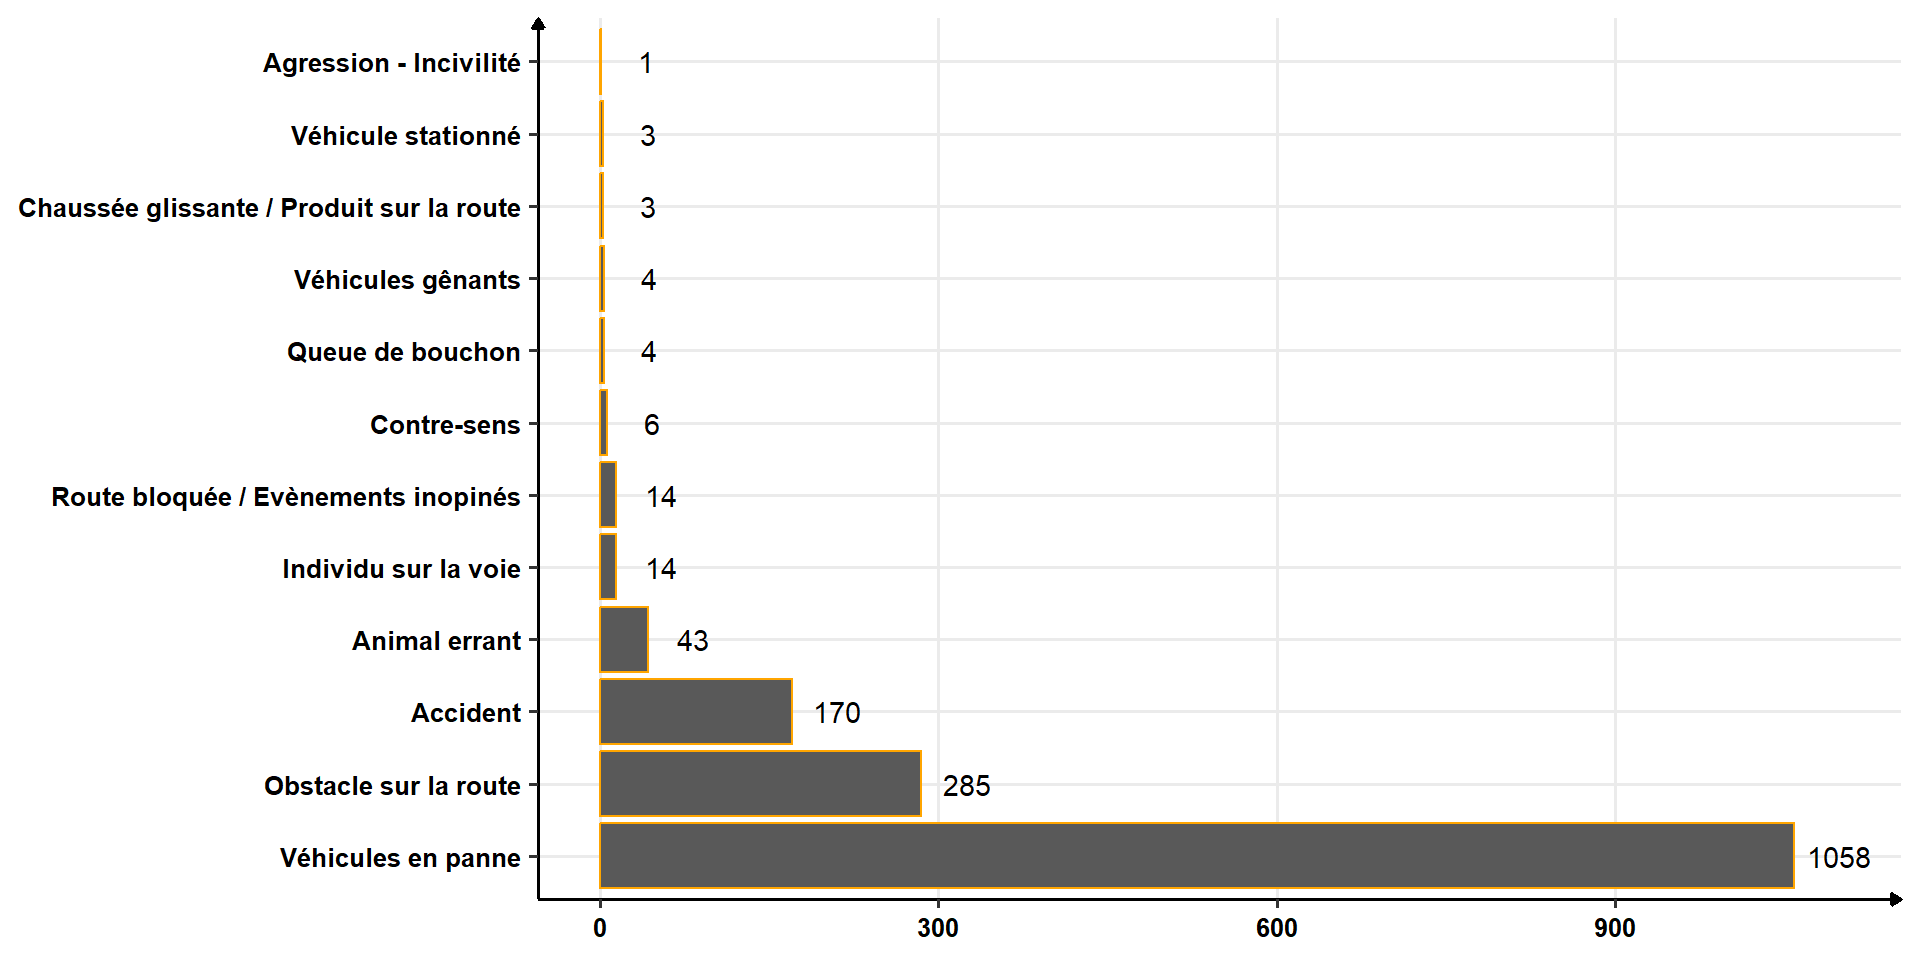 Agression - Incivilité 1
Véhicule stationné 3
Chaussée glissante / Produit sur la route 3
Véhicules gênants 4
Queue de bouchon 4
Contre-sens 6
Route bloquée / Evènements inopinés 14
Individu sur la voie 14
Animal errant 43
Accident 170
Obstacle sur la route 285
Véhicules en panne 1058
0 300 600 900